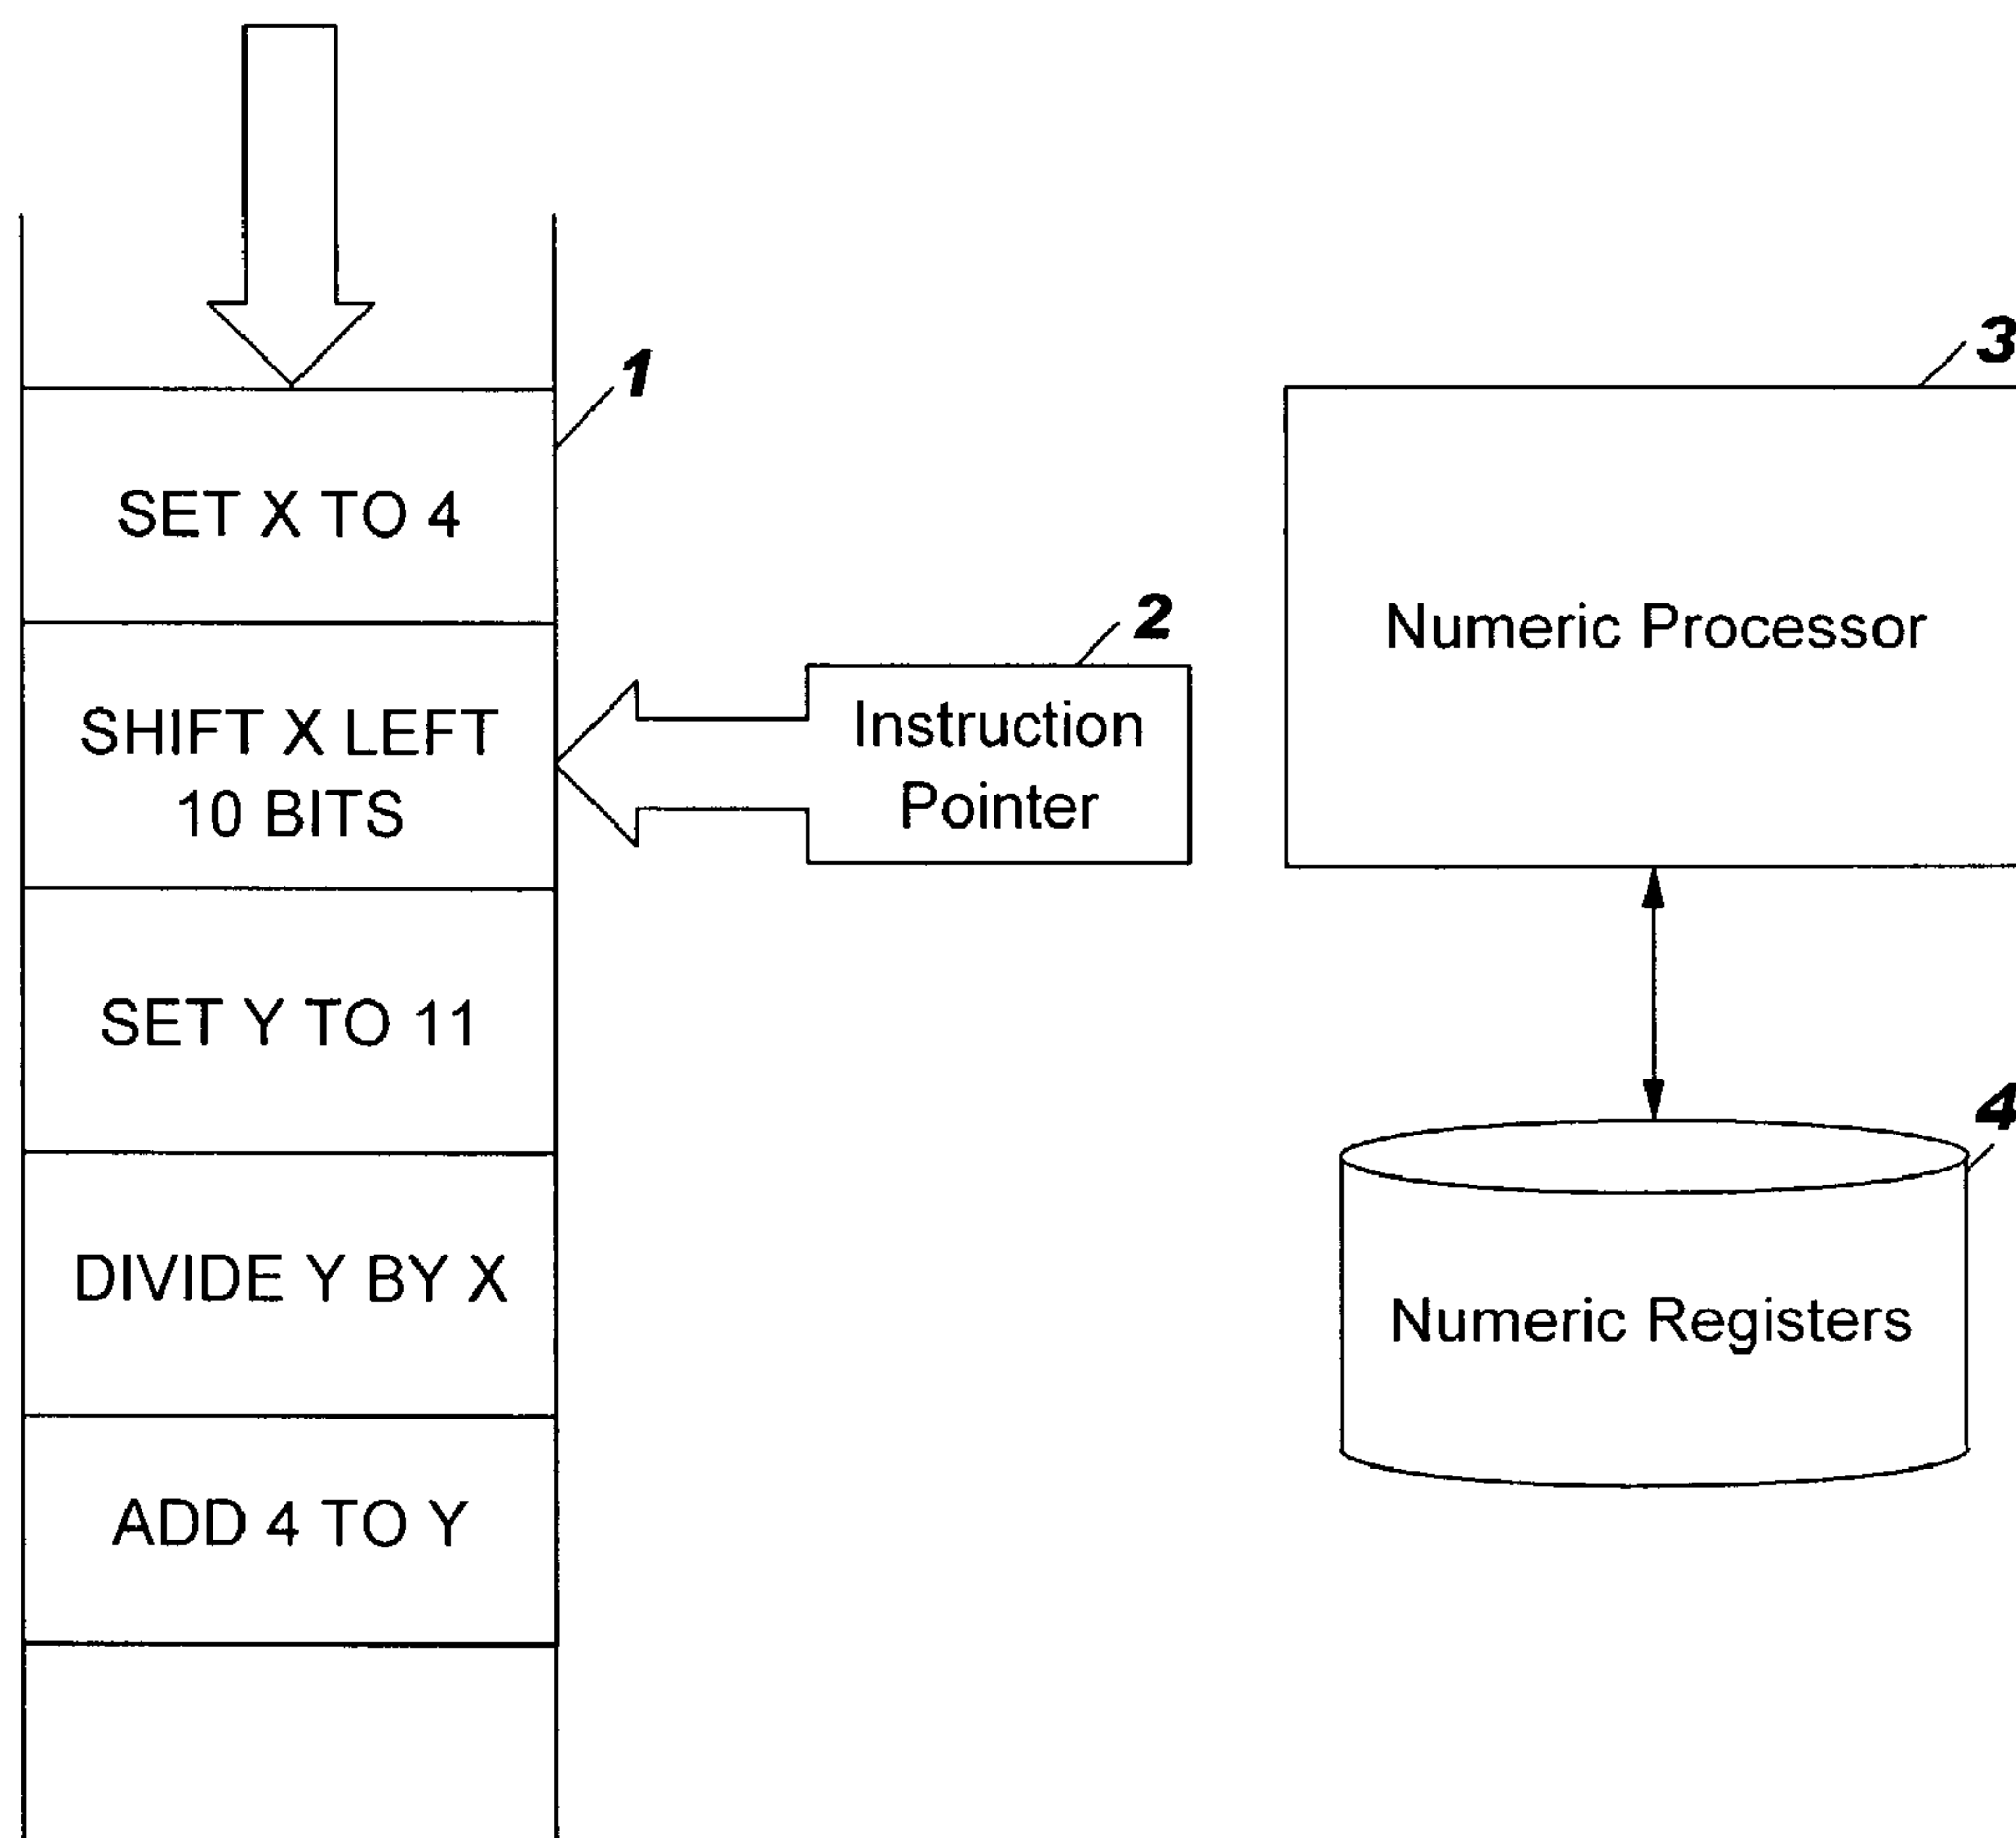 1
SET X TO 4
SHIFT X LEFT
10 BITS
SET Y TO 11
DIVIDE Y BY X
ADD 4 TO Y
2
Instruction
Pointer
3
Numeric Processor
4
Numeric Registers